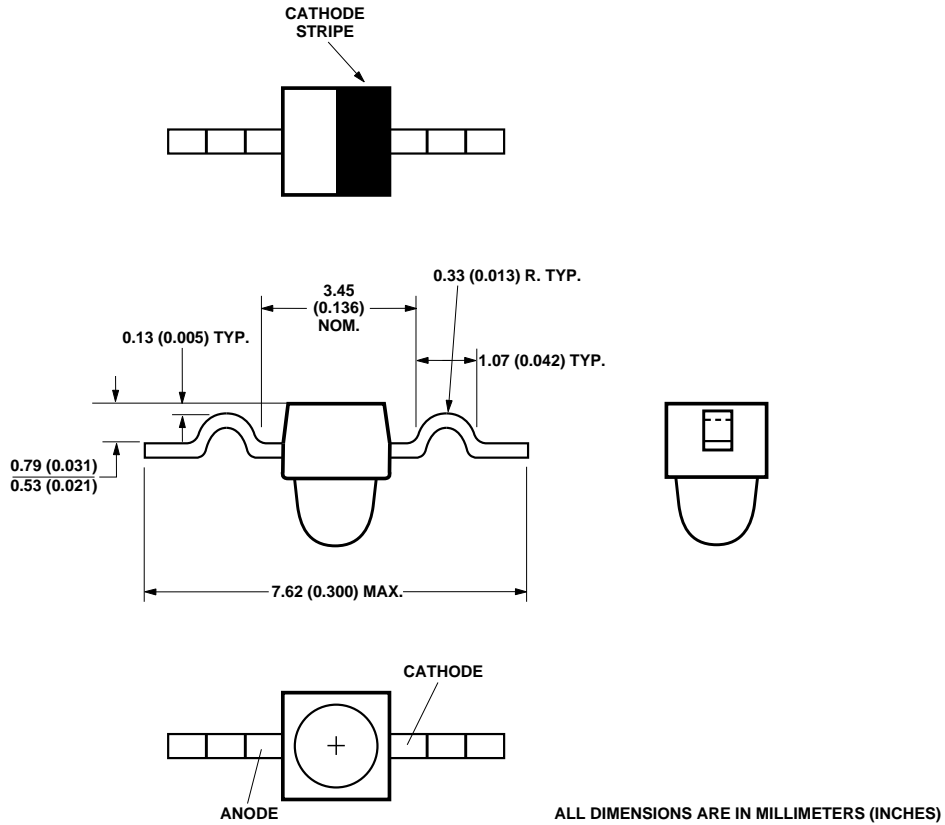 CATHODE
STRIPE
0.33 (0.013) R. TYP.
3.45
(0.136)
NOM.
0.13 (0.005) TYP.
1.07 (0.042) TYP.
0.79 (0.031)
0.53 (0.021)
7.62 (0.300) MAX.
CATHODE
ANODE
ALL DIMENSIONS ARE IN MILLIMETERS (INCHES)